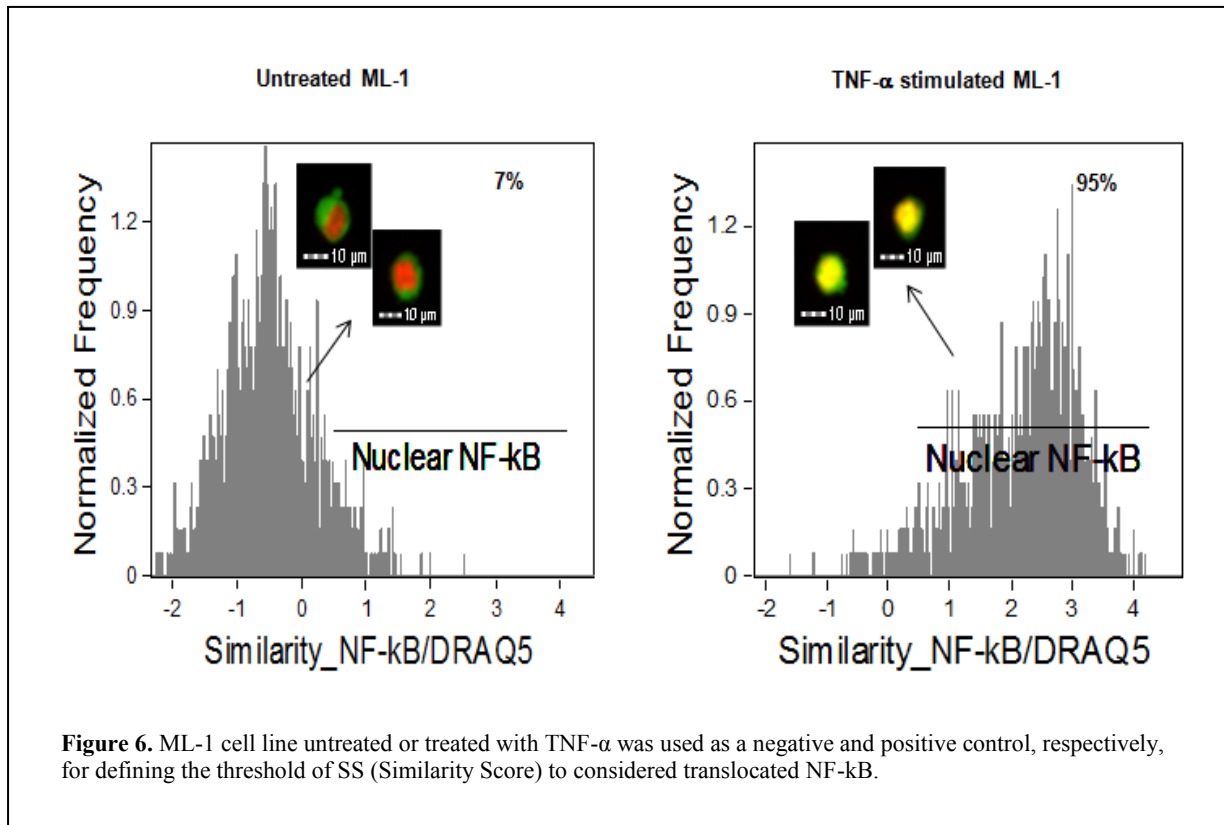 Untreated ML-1
TNF-α stimulated ML-1
Normalized Frequency
1.2
0.9
0.6
0.3
0
7%
10 µm
10 µm
Nuclear NF-kB
-2 -1 0 1 2 3 4
Similarity_NF-kB/DRAQ5
Normalized Frequency
1.2
0.9
0.6
0.3
0
95%
10 µm
10 µm
Nuclear NF-kB
-2 -1 0 1 2 3 4
Similarity_NF-kB/DRAQ5
Figure 6. ML-1 cell line untreated or treated with TNF-α was used as a negative and positive control, respectively,
for defining the threshold of SS (Similarity Score) to considered translocated NF-kB.